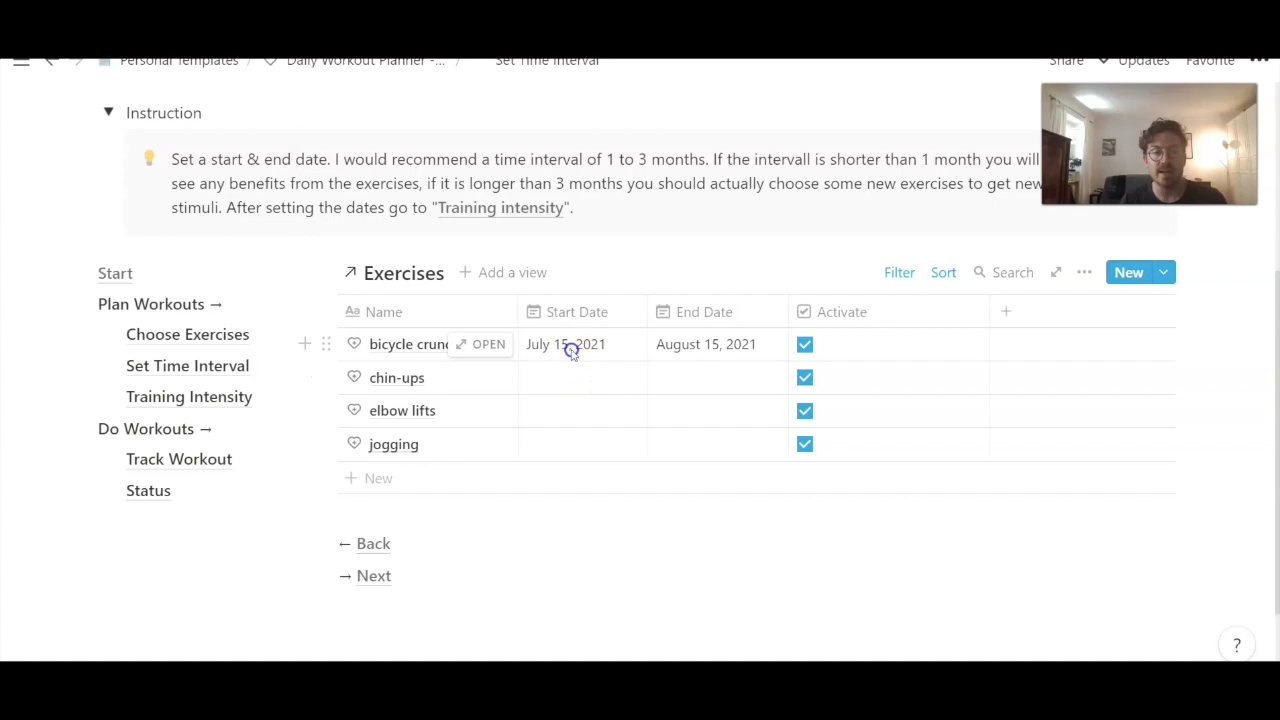 Personal Templates / Daily Workout Planner -... / Set Time Interval
Share Updates Favorite
Instruction
Set a start & end date. I would recommend a time interval of 1 to 3 months. If the intervall is shorter than 1 month you will
see any benefits from the exercises, if it is longer than 3 months you should actually choose some new exercises to get new
stimuli. After setting the dates go to "Training intensity".
Start
Plan Workouts →
Choose Exercises
Set Time Interval
Training Intensity
Do Workouts →
Track Workout
Status
↗ Exercises + Add a view
Filter Sort Search ... New
Aa Name Start Date End Date Activate +
bicycle crunc OPEN July 15, 2021 August 15, 2021
chin-ups
elbow lifts
jogging
+ New
← Back
→ Next
?